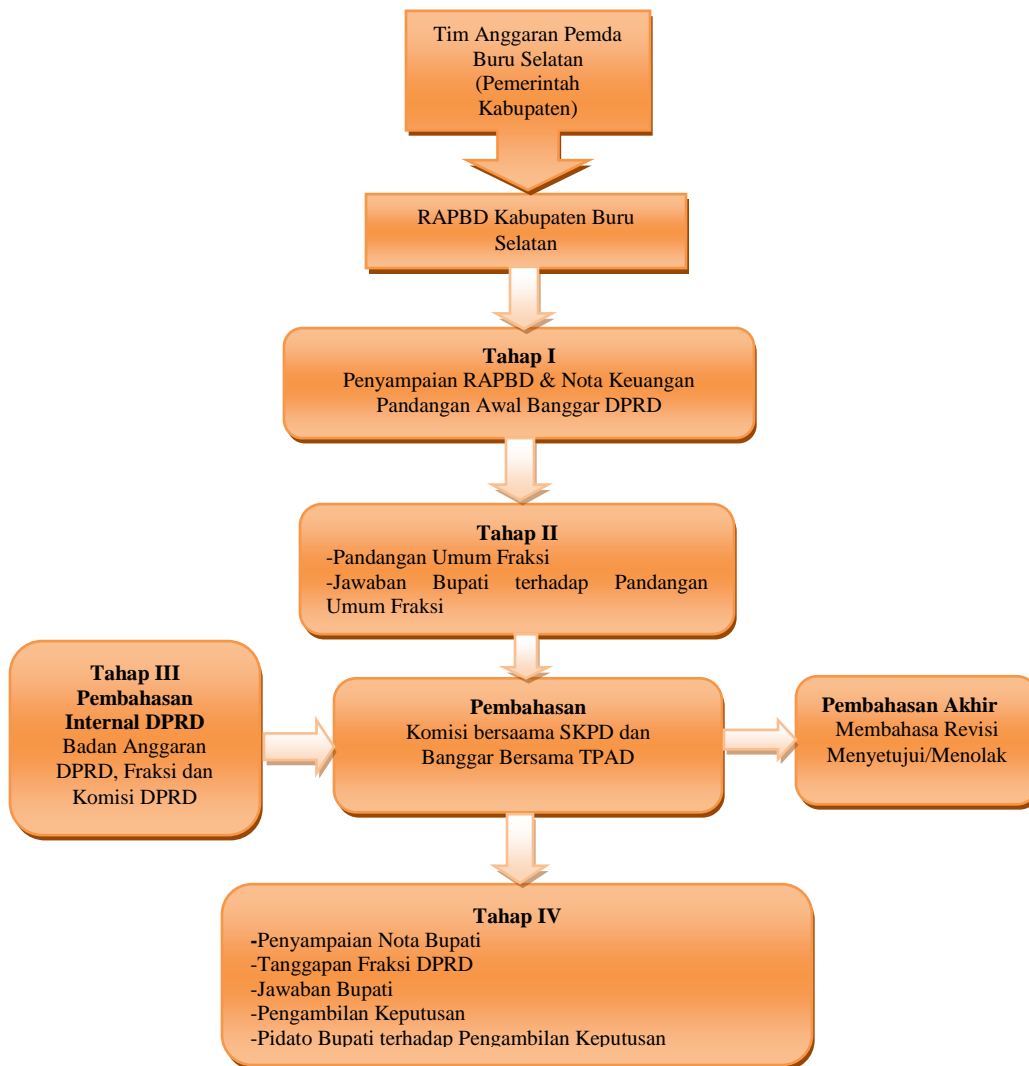 Tim Anggaran Pemda
Buru Selatan
(Pemerintah
Kabupaten)
RAPBD Kabupaten Buru
Selatan
Tahap I
Penyampaian RAPBD & Nota Keuangan
Pandangan Awal Banggar DPRD
Tahap II
-Pandangan Umum Fraksi
-Jawaban Bupati terhadap Pandangan
Umum Fraksi
Tahap III
Pembahasan
Internal DPRD
Badan Anggaran
DPRD, Fraksi dan
Komisi DPRD
Pembahasan
Komisi bersaama SKPD dan
Banggar Bersama TPAD
Pembahasan Akhir
Membahasa Revisi
Menyetujui/Menolak
Tahap IV
-Penyampaian Nota Bupati
-Tanggapan Fraksi DPRD
-Jawaban Bupati
-Pengambilan Keputusan
-Pidato Bupati terhadap Pengambilan Keputusan